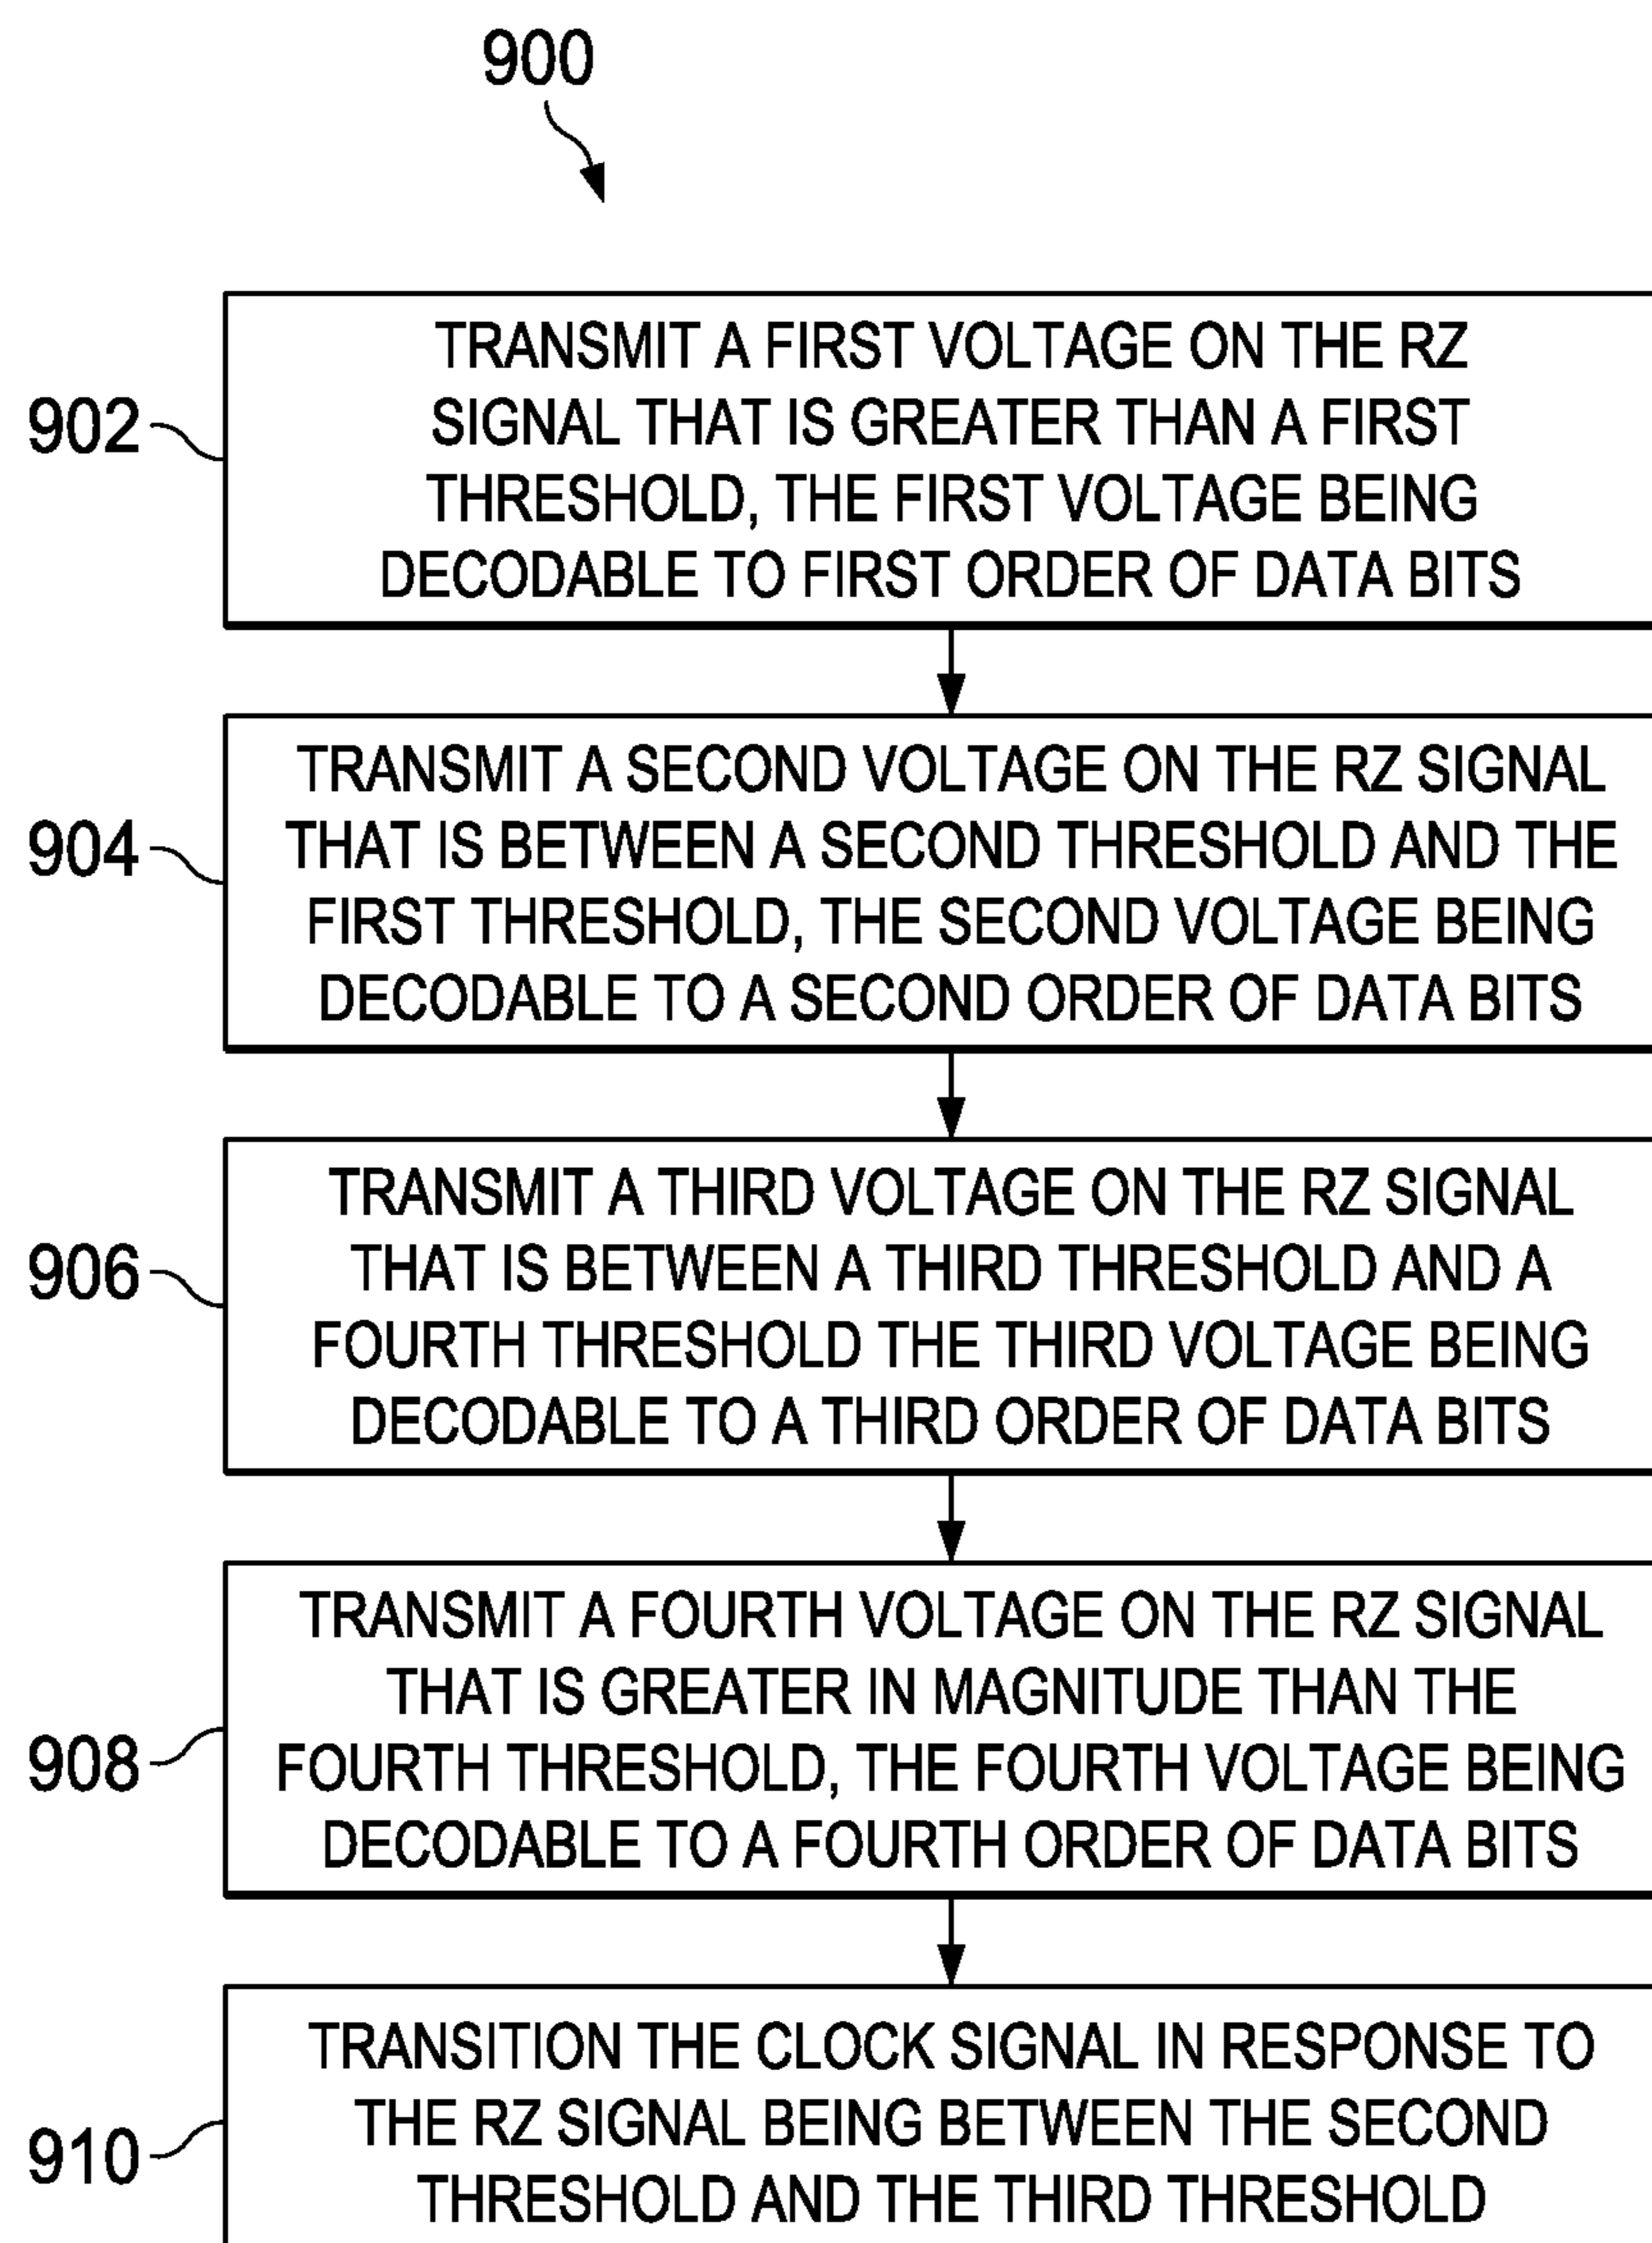 900
902
TRANSMIT A FIRST VOLTAGE ON THE RZ
SIGNAL THAT IS GREATER THAN A FIRST
THRESHOLD, THE FIRST VOLTAGE BEING
DECODABLE TO FIRST ORDER OF DATA BITS
904
TRANSMIT A SECOND VOLTAGE ON THE RZ SIGNAL
THAT IS BETWEEN A SECOND THRESHOLD AND THE
FIRST THRESHOLD, THE SECOND VOLTAGE BEING
DECODABLE TO A SECOND ORDER OF DATA BITS
906
TRANSMIT A THIRD VOLTAGE ON THE RZ SIGNAL
THAT IS BETWEEN A THIRD THRESHOLD AND A
FOURTH THRESHOLD THE THIRD VOLTAGE BEING
DECODABLE TO A THIRD ORDER OF DATA BITS
908
TRANSMIT A FOURTH VOLTAGE ON THE RZ SIGNAL
THAT IS GREATER IN MAGNITUDE THAN THE
FOURTH THRESHOLD, THE FOURTH VOLTAGE BEING
DECODABLE TO A FOURTH ORDER OF DATA BITS
910
TRANSITION THE CLOCK SIGNAL IN RESPONSE TO
THE RZ SIGNAL BEING BETWEEN THE SECOND
THRESHOLD AND THE THIRD THRESHOLD